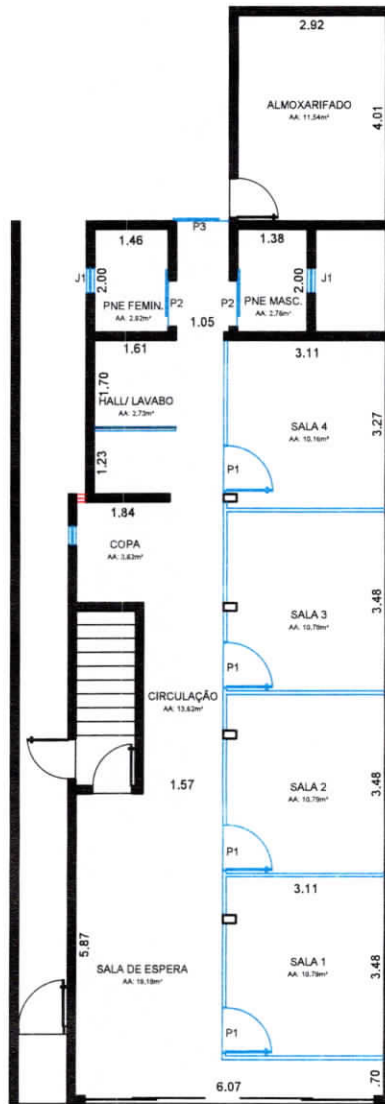 2.92
ALMOXARIFADO
AA: 11,54m²
4.01
P3
1.46
1.38
J1
2.00
P2
P2
2.00
J1
PNE FEMIN.
AA: 2.92m²
PNE MASC.
AA: 2.76m²
1.05
1.61
3.11
1.70
HALL/ LAVABO
AA: 2.73m²
SALA 4
AA: 10.16m²
3.27
1.23
P1
1.84
COPA
AA: 3.63m²
SALA 3
AA: 10.79m²
3.48
P1
CIRCULAÇÃO
AA: 13.62m²
1.57
SALA 2
AA: 10.79m²
3.48
P1
3.11
5.87
SALA DE ESPERA
AA: 18,18m²
SALA 1
AA: 10.79m²
3.48
P1
.70
6.07